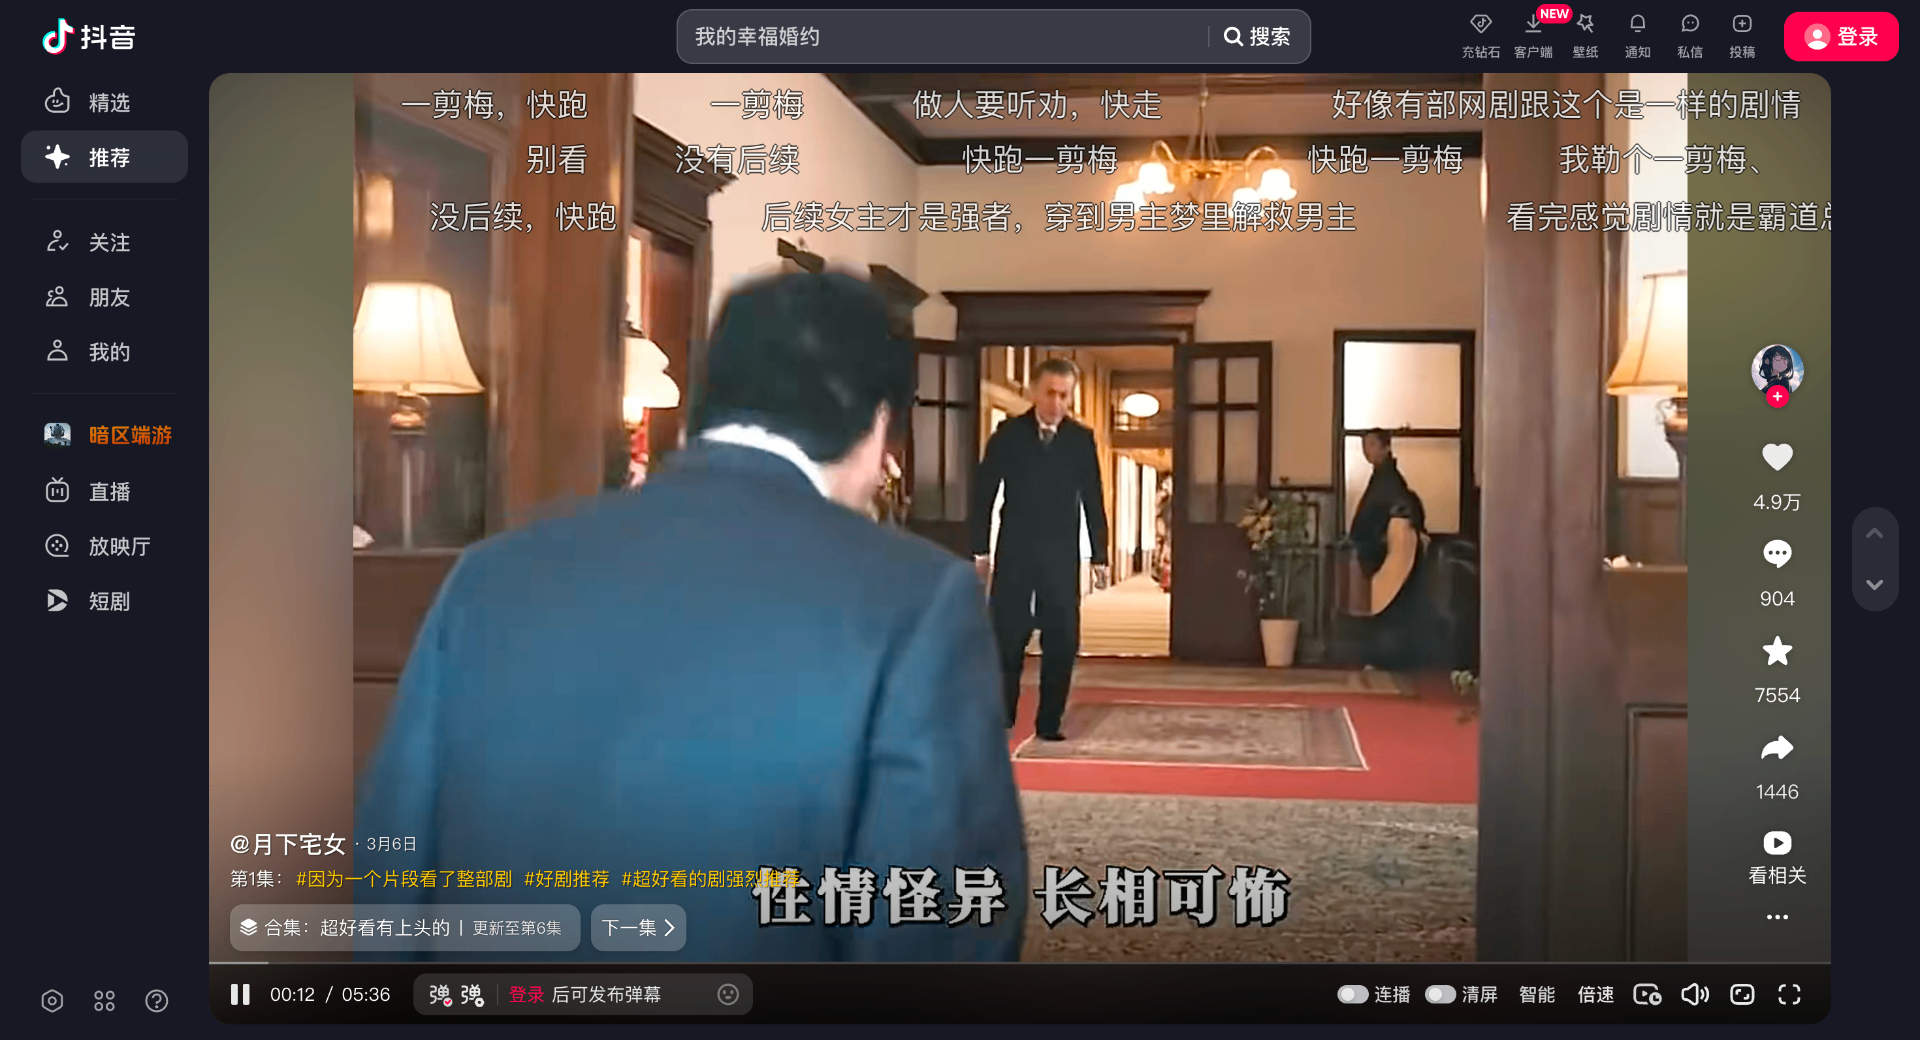 抖音
我的幸福婚约
搜索
充钻石
客户端
NEW
壁纸
通知
私信
投稿
登录
精选
推荐
关注
朋友
我的
暗区端游
直播
放映厅
短剧
一剪梅，快跑
一剪梅
做人要听劝，快走
好像有部网剧跟这个是一样的剧情
别看
没有后续
快跑一剪梅
快跑一剪梅
我勒个一剪梅、
没后续，快跑
后续女主才是强者，穿到男主梦里解救男主
看完感觉剧情就是霸道总
4.9万
904
7554
1446
看相关
@月下宅女 · 3月6日
第1集： #因为一个片段看了整部剧 #好剧推荐 #超好看的剧强烈推荐
性情怪异 长相可怖
合集：超好看有上头的 | 更新至第6集
下一集
00:12 / 05:36
弹 弹 登录 后可发布弹幕
连播
清屏
智能
倍速